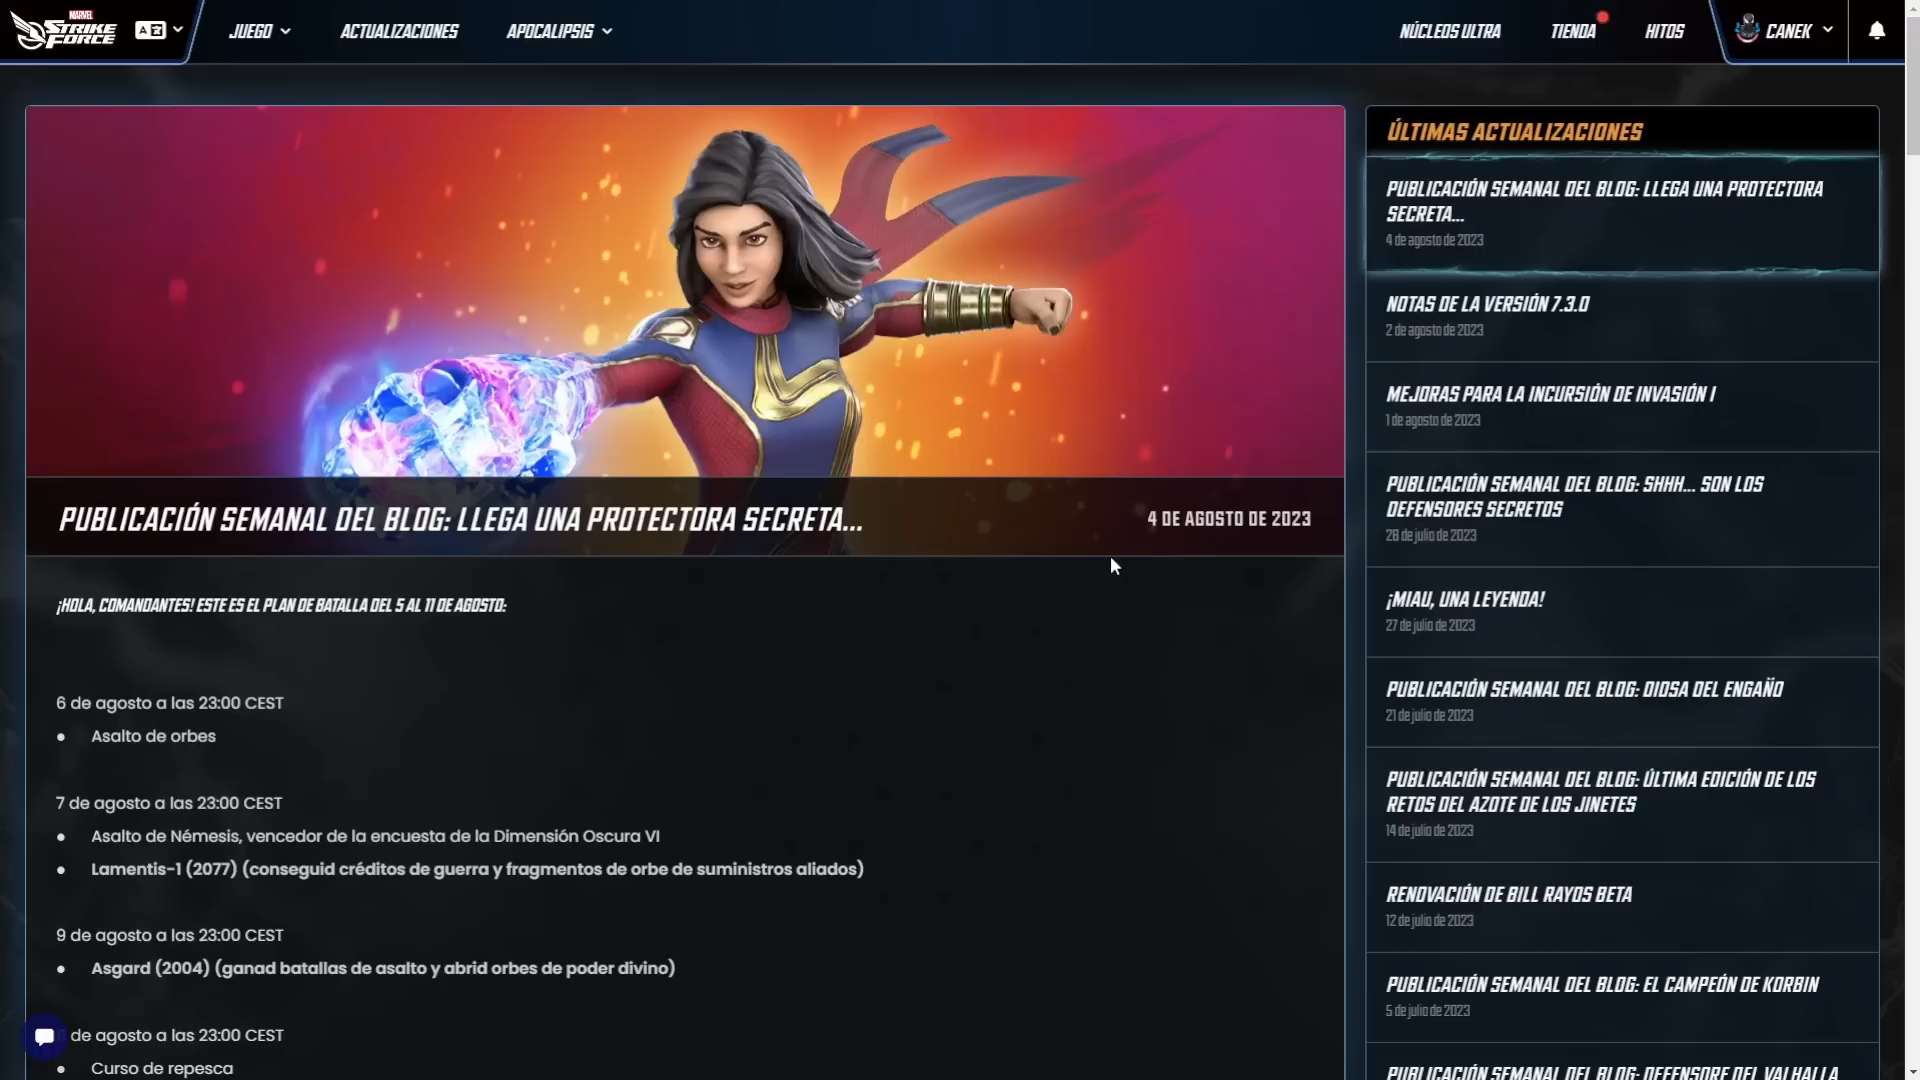 MARVEL
STRIKE
FORCE
JUEGO
ACTUALIZACIONES
APOCALIPSIS
NÚCLEOS ULTRA
TIENDA
HITOS
CANEK
PUBLICACIÓN SEMANAL DEL BLOG: LLEGA UNA PROTECTORA SECRETA...
4 DE AGOSTO DE 2023
¡HOLA, COMANDANTES! ESTE ES EL PLAN DE BATALLA DEL 5 AL 11 DE AGOSTO:
6 de agosto a las 23:00 CEST
• Asalto de orbes
7 de agosto a las 23:00 CEST
• Asalto de Némesis, vencedor de la encuesta de la Dimensión Oscura VI
• Lamentis-1 (2077) (conseguid créditos de guerra y fragmentos de orbe de suministros aliados)
9 de agosto a las 23:00 CEST
• Asgard (2004) (ganad batallas de asalto y abrid orbes de poder divino)
de agosto a las 23:00 CEST
• Curso de repesca
ÚLTIMAS ACTUALIZACIONES
PUBLICACIÓN SEMANAL DEL BLOG: LLEGA UNA PROTECTORA
SECRETA...
4 de agosto de 2023
NOTAS DE LA VERSIÓN 7.3.0
2 de agosto de 2023
MEJORAS PARA LA INCURSIÓN DE INVASIÓN I
1 de agosto de 2023
PUBLICACIÓN SEMANAL DEL BLOG: SHHH... SON LOS
DEFENSORES SECRETOS
28 de julio de 2023
¡MIAU, UNA LEYENDA!
27 de julio de 2023
PUBLICACIÓN SEMANAL DEL BLOG: DIOSA DEL ENGAÑO
21 de julio de 2023
PUBLICACIÓN SEMANAL DEL BLOG: ÚLTIMA EDICIÓN DE LOS
RETOS DEL AZOTE DE LOS JINETES
14 de julio de 2023
RENOVACIÓN DE BILL RAYOS BETA
12 de julio de 2023
PUBLICACIÓN SEMANAL DEL BLOG: EL CAMPEÓN DE KORBIN
5 de julio de 2023
PUBLICACIÓN SEMANAL DEL BLOG: DEFENSORE DEL VALHALLA